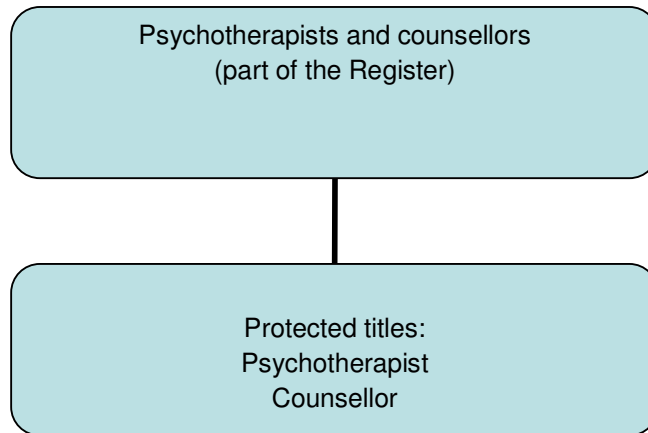 Psychotherapists and counsellors
(part of the Register)
Protected titles:
Psychotherapist
Counsellor